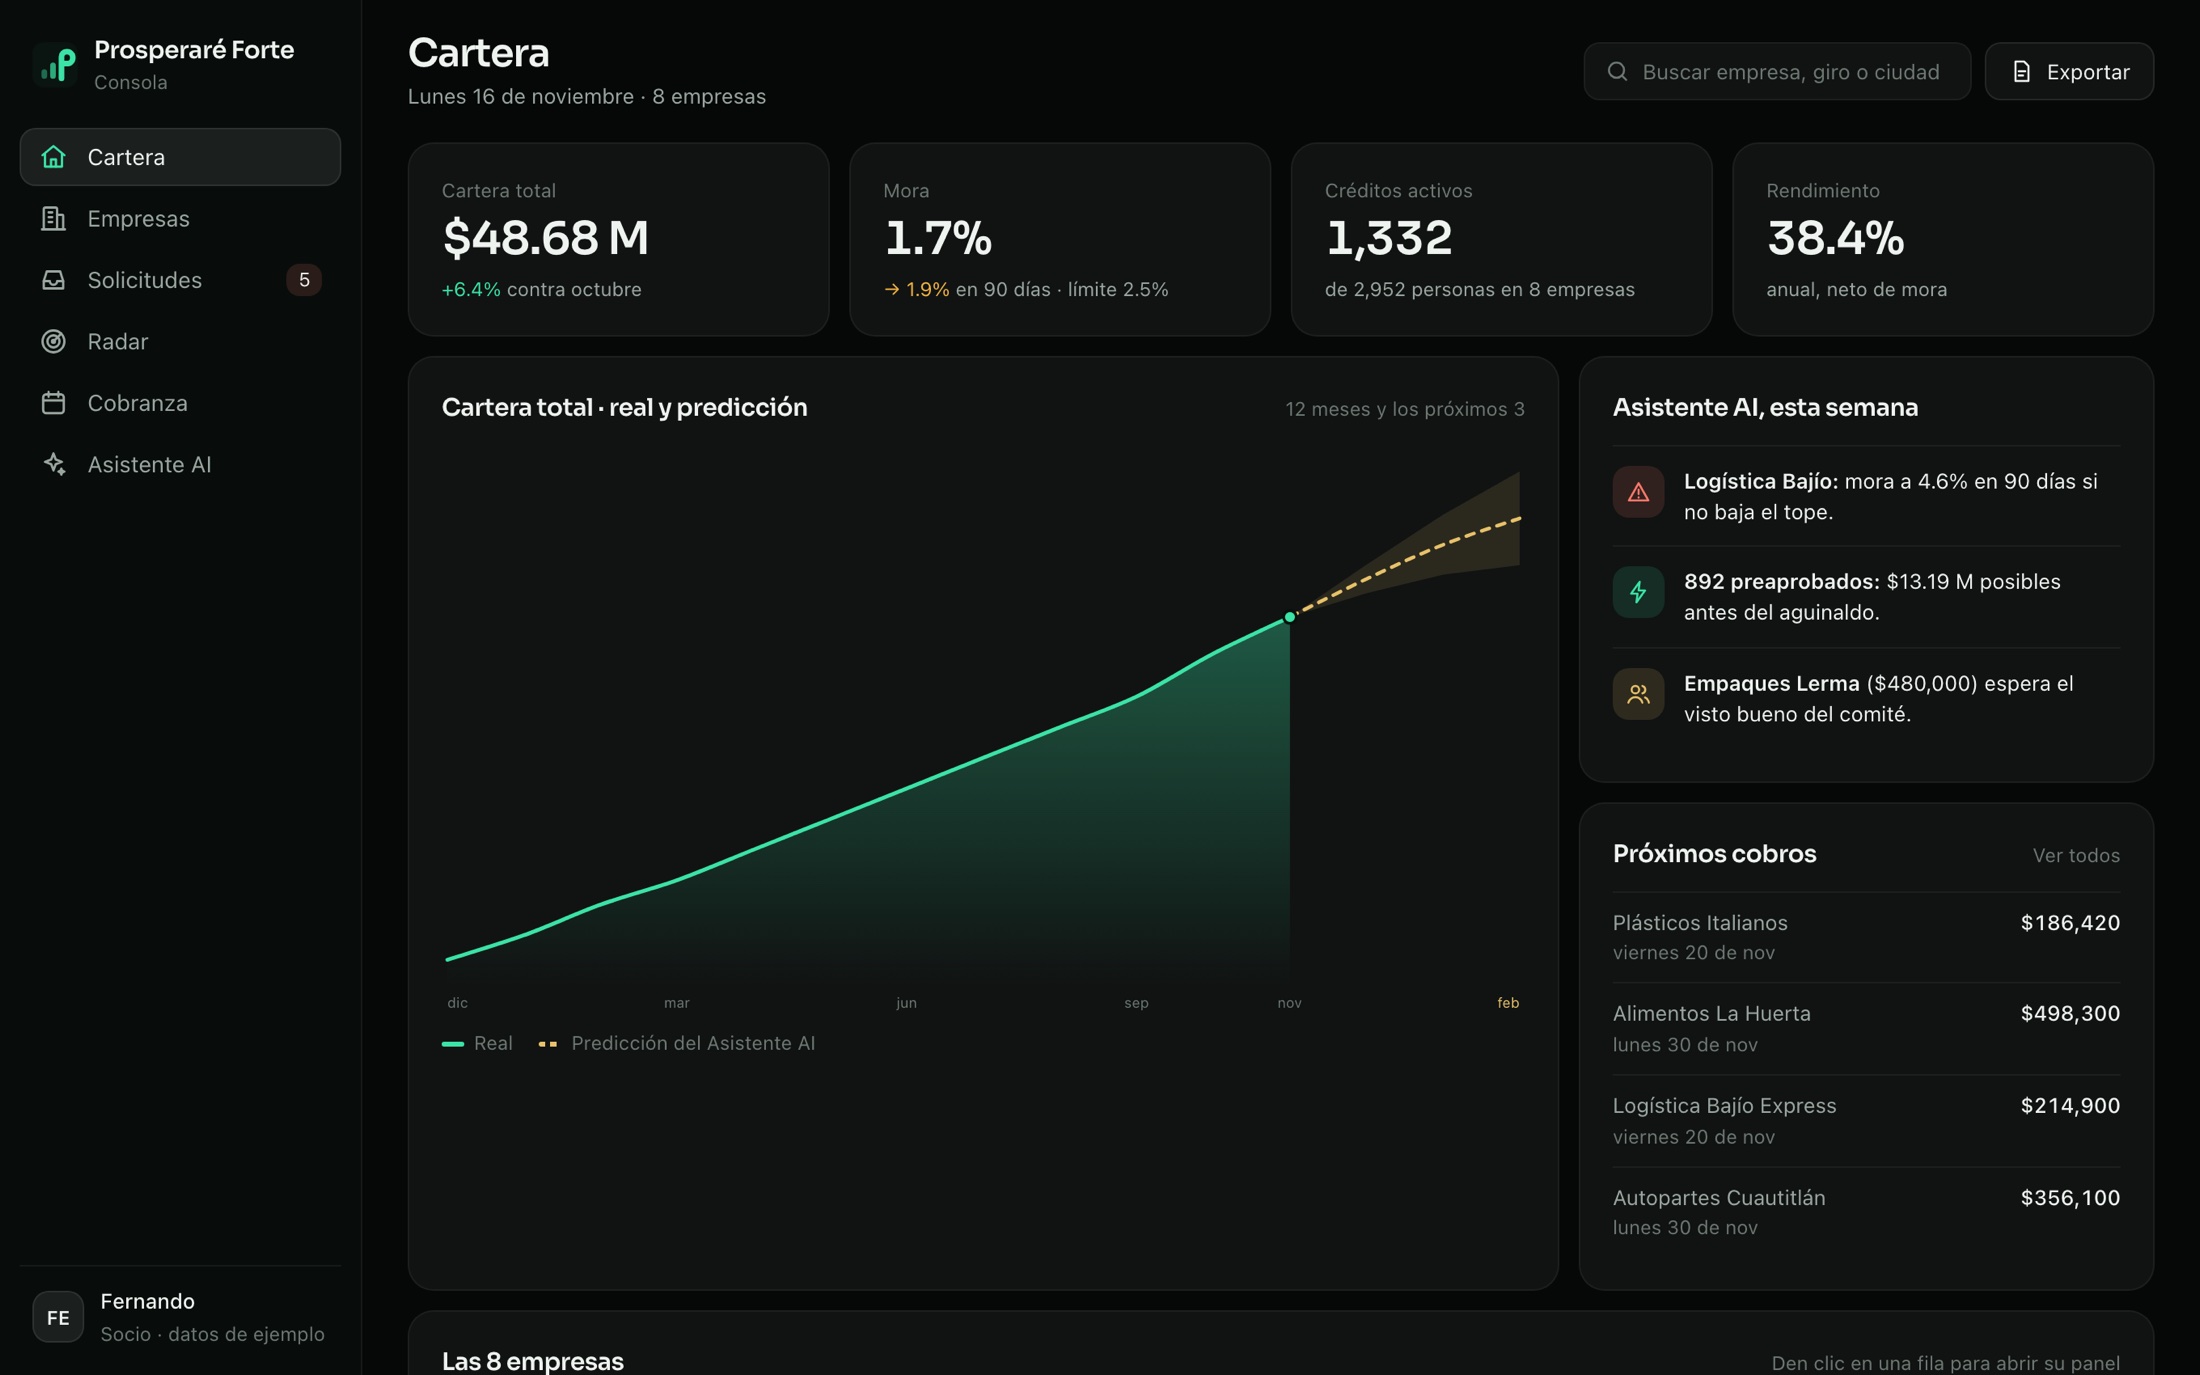 Prosperaré Forte
Consola
Cartera
Empresas
Solicitudes 5
Radar
Cobranza
Asistente AI
FE
Fernando
Socio · datos de ejemplo
Cartera
Lunes 16 de noviembre · 8 empresas
Buscar empresa, giro o ciudad
Exportar
Cartera total
$48.68 M
+6.4% contra octubre
Mora
1.7%
→ 1.9% en 90 días · límite 2.5%
Créditos activos
1,332
de 2,952 personas en 8 empresas
Rendimiento
38.4%
anual, neto de mora
Cartera total · real y predicción
12 meses y los próximos 3
dic mar jun sep nov feb
Real Predicción del Asistente AI
Asistente AI, esta semana
Logística Bajío: mora a 4.6% en 90 días si
no baja el tope.
892 preaprobados: $13.19 M posibles
antes del aguinaldo.
Empaques Lerma ($480,000) espera el
visto bueno del comité.
Próximos cobros
Ver todos
Plásticos Italianos $186,420
viernes 20 de nov
Alimentos La Huerta $498,300
lunes 30 de nov
Logística Bajío Express $214,900
viernes 20 de nov
Autopartes Cuautitlán $356,100
lunes 30 de nov
Las 8 empresas
Den clic en una fila para abrir su panel